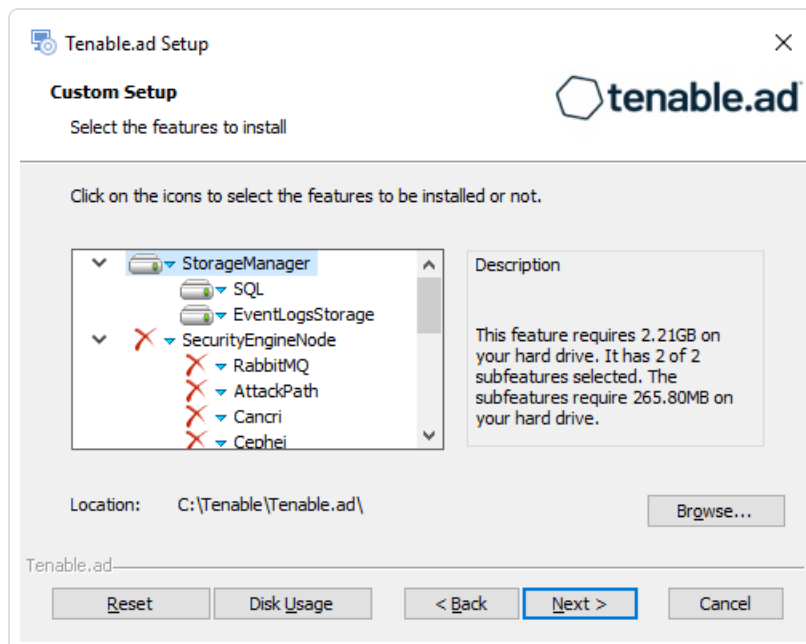 Tenable.ad Setup
Custom Setup
tenable.ad
Select the features to install
Click on the icons to select the features to be installed or not.
StorageManager
SQL
EventLogsStorage
SecurityEngineNode
RabbitMQ
AttackPath
Cancri
Cephei
Description
This feature requires 2.21GB on
your hard drive. It has 2 of 2
subfeatures selected. The
subfeatures require 265.80MB on
your hard drive.
Location: C:\Tenable\Tenable.ad\
Browse...
Tenable.ad
Reset Disk Usage < Back Next > Cancel